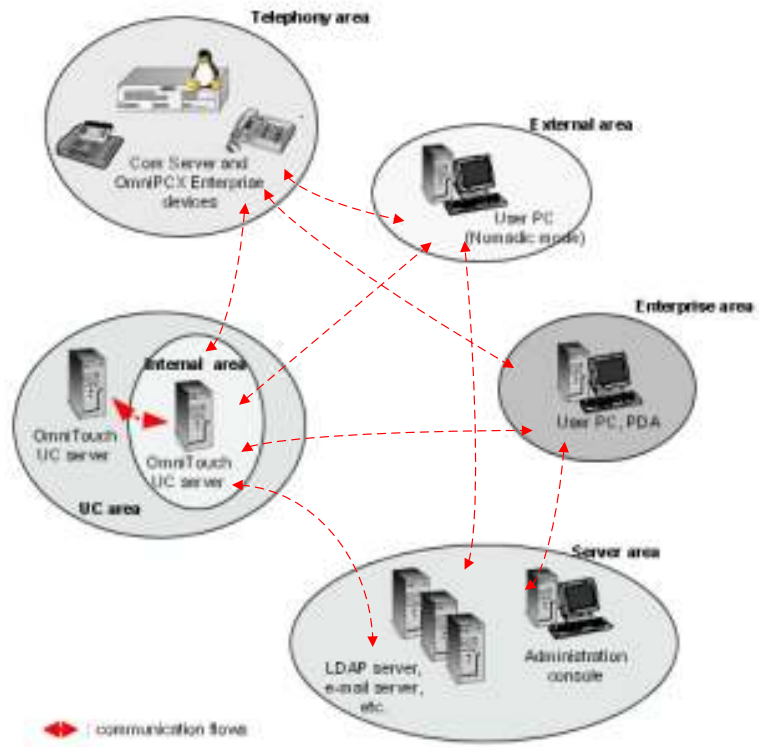 Telephony area
External area
Com Server and
OmniPCX Enterprise
devices
User PC
(Nomadic mode)
Enterprise area
Internal area
User PC, PDA
OmniTouch
UC server
OmniTouch
UC server
UC area
Server area
LDAP server,
e-mail server,
etc.
Administration
console
: communication flows